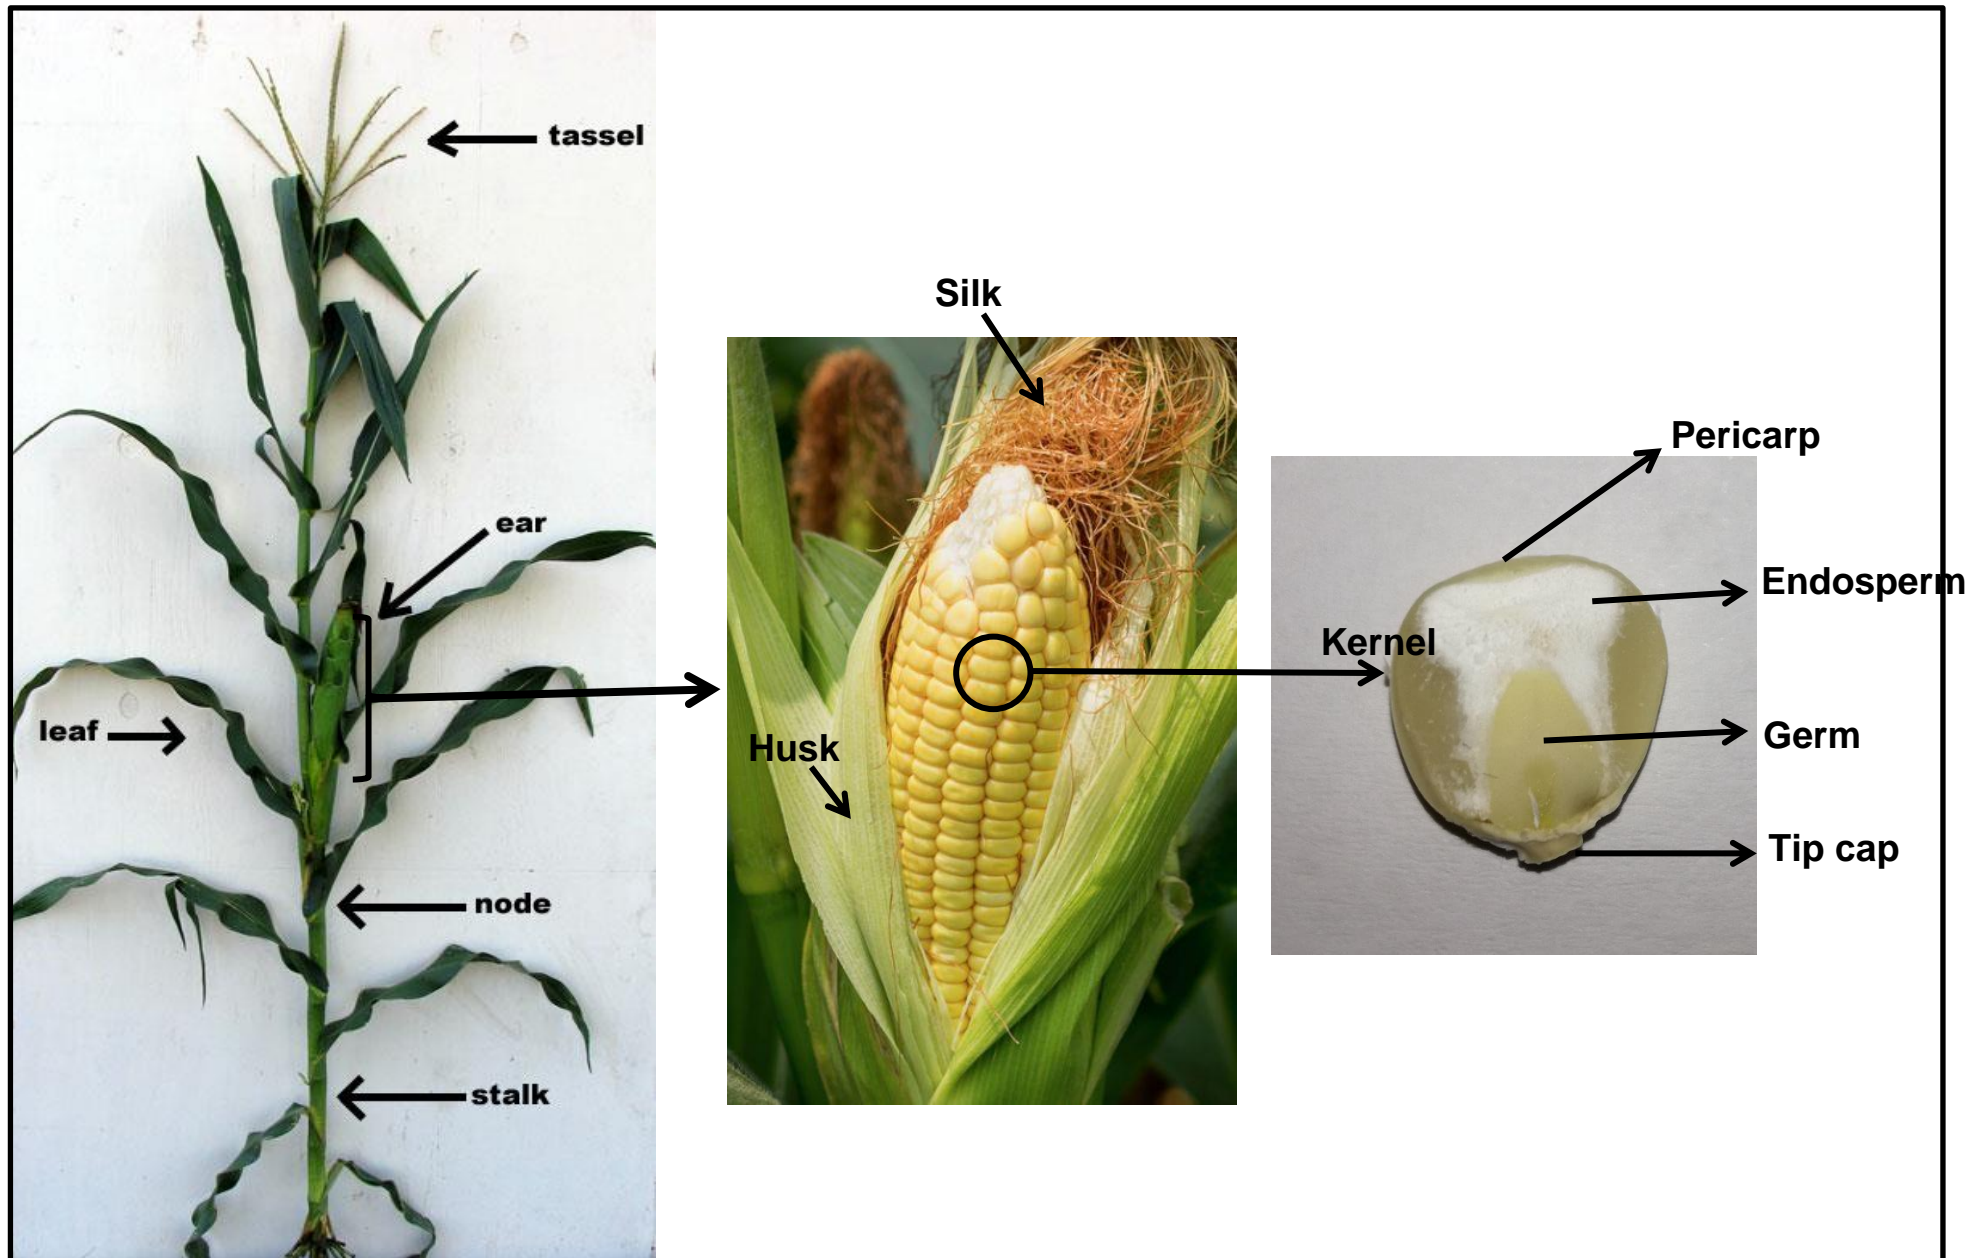 tassel
ear
leaf
node
stalk
Silk
Husk
Kernel
Pericarp
Endosperm
Germ
Tip cap